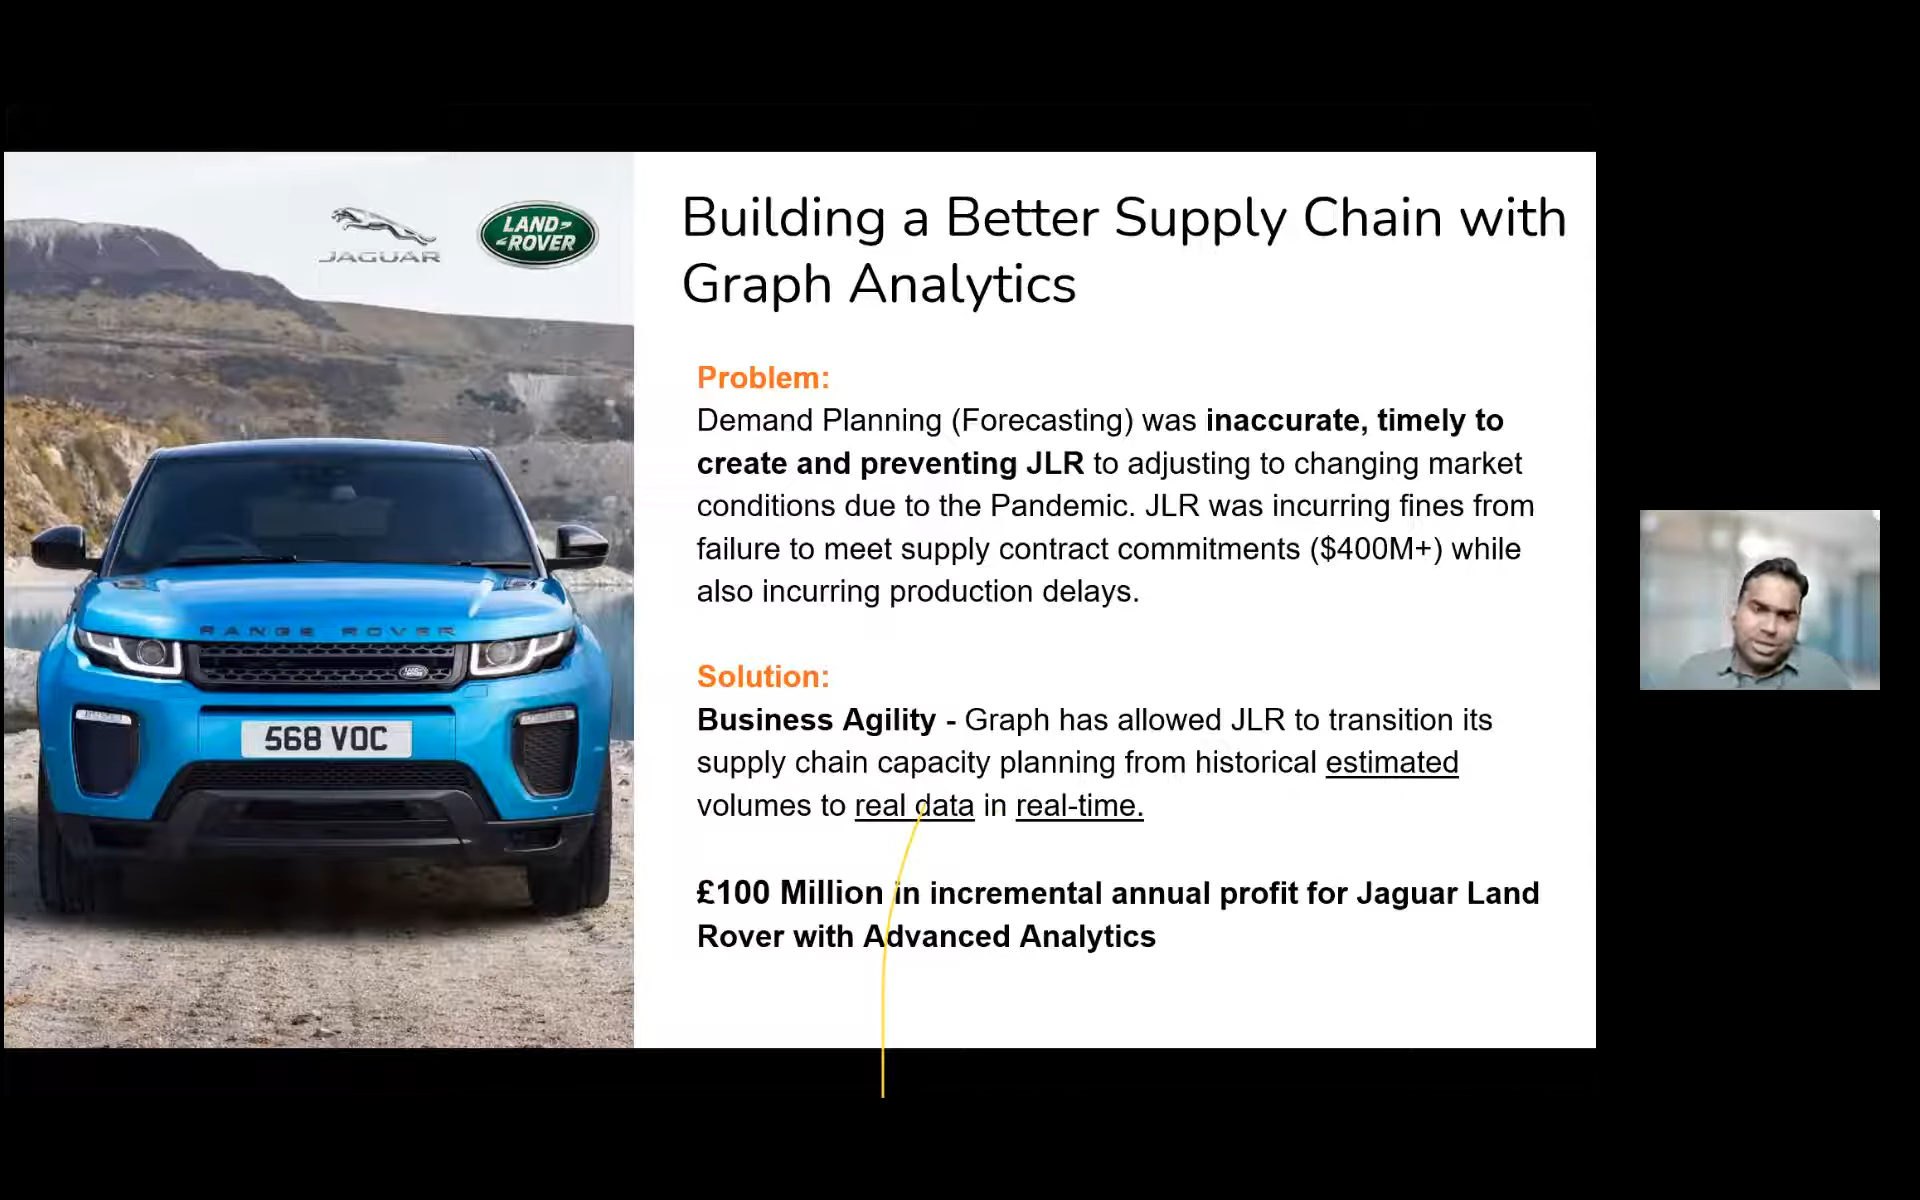 JAGUAR
LAND-
-ROVER
Building a Better Supply Chain with
Graph Analytics
Problem:
Demand Planning (Forecasting) was inaccurate, timely to
create and preventing JLR to adjusting to changing market
conditions due to the Pandemic. JLR was incurring fines from
failure to meet supply contract commitments ($400M+) while
also incurring production delays.
RANGE ROVER
568 VOC
Solution:
Business Agility - Graph has allowed JLR to transition its
supply chain capacity planning from historical estimated
volumes to real data in real-time.
£100 Million in incremental annual profit for Jaguar Land
Rover with Advanced Analytics